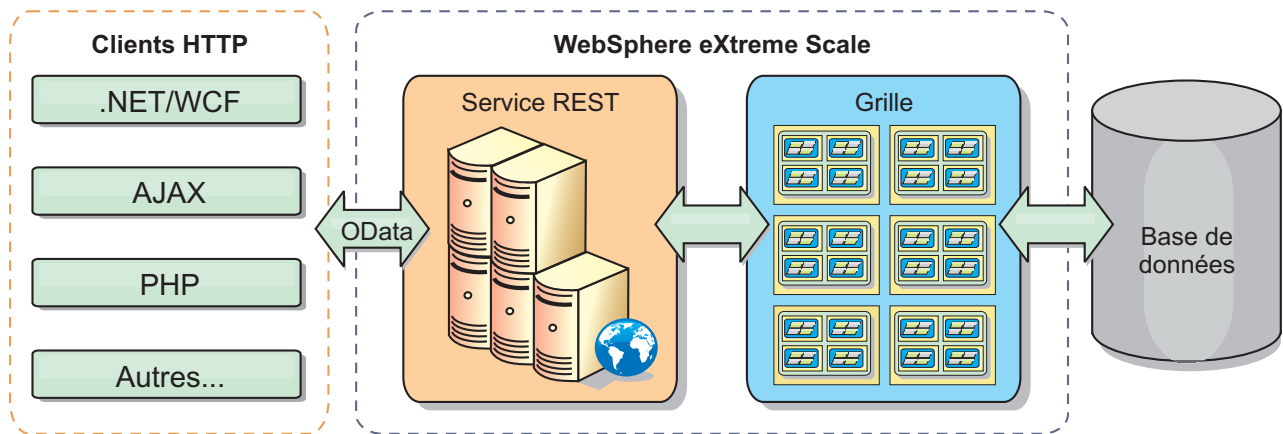 Clients HTTP
.NET/WCF
AJAX
PHP
Autres...
OData
WebSphere eXtreme Scale
Service REST
Grille
Base de
données